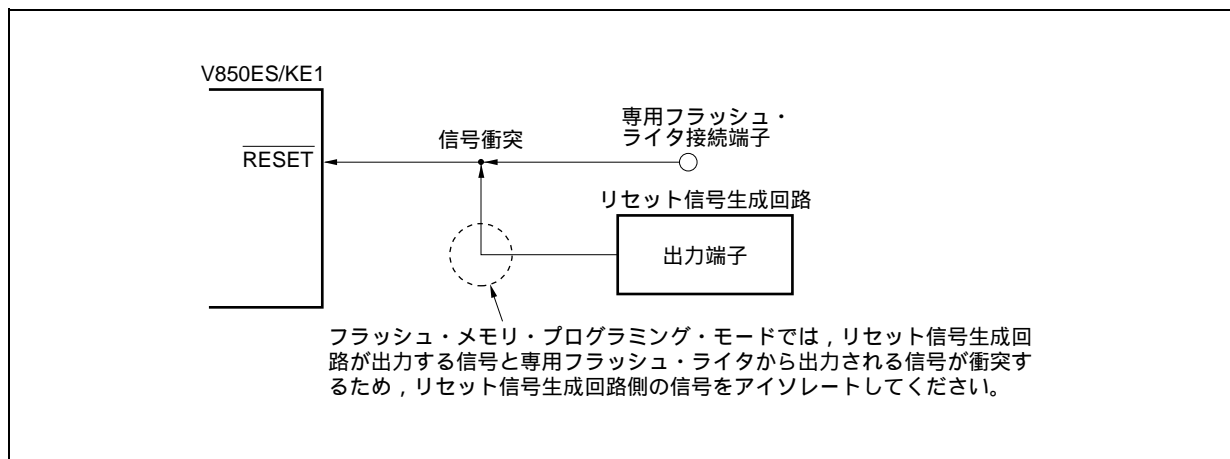 V850ES/KE1
専用フラッシュ・
ライタ接続端子
信号衝突
RESET
リセット信号生成回路
出力端子
フラッシュ・メモリ・プログラミング・モードでは，リセット信号生成回
路が出力する信号と専用フラッシュ・ライタから出力される信号が衝突す
るため，リセット信号生成回路側の信号をアイソレートしてください。